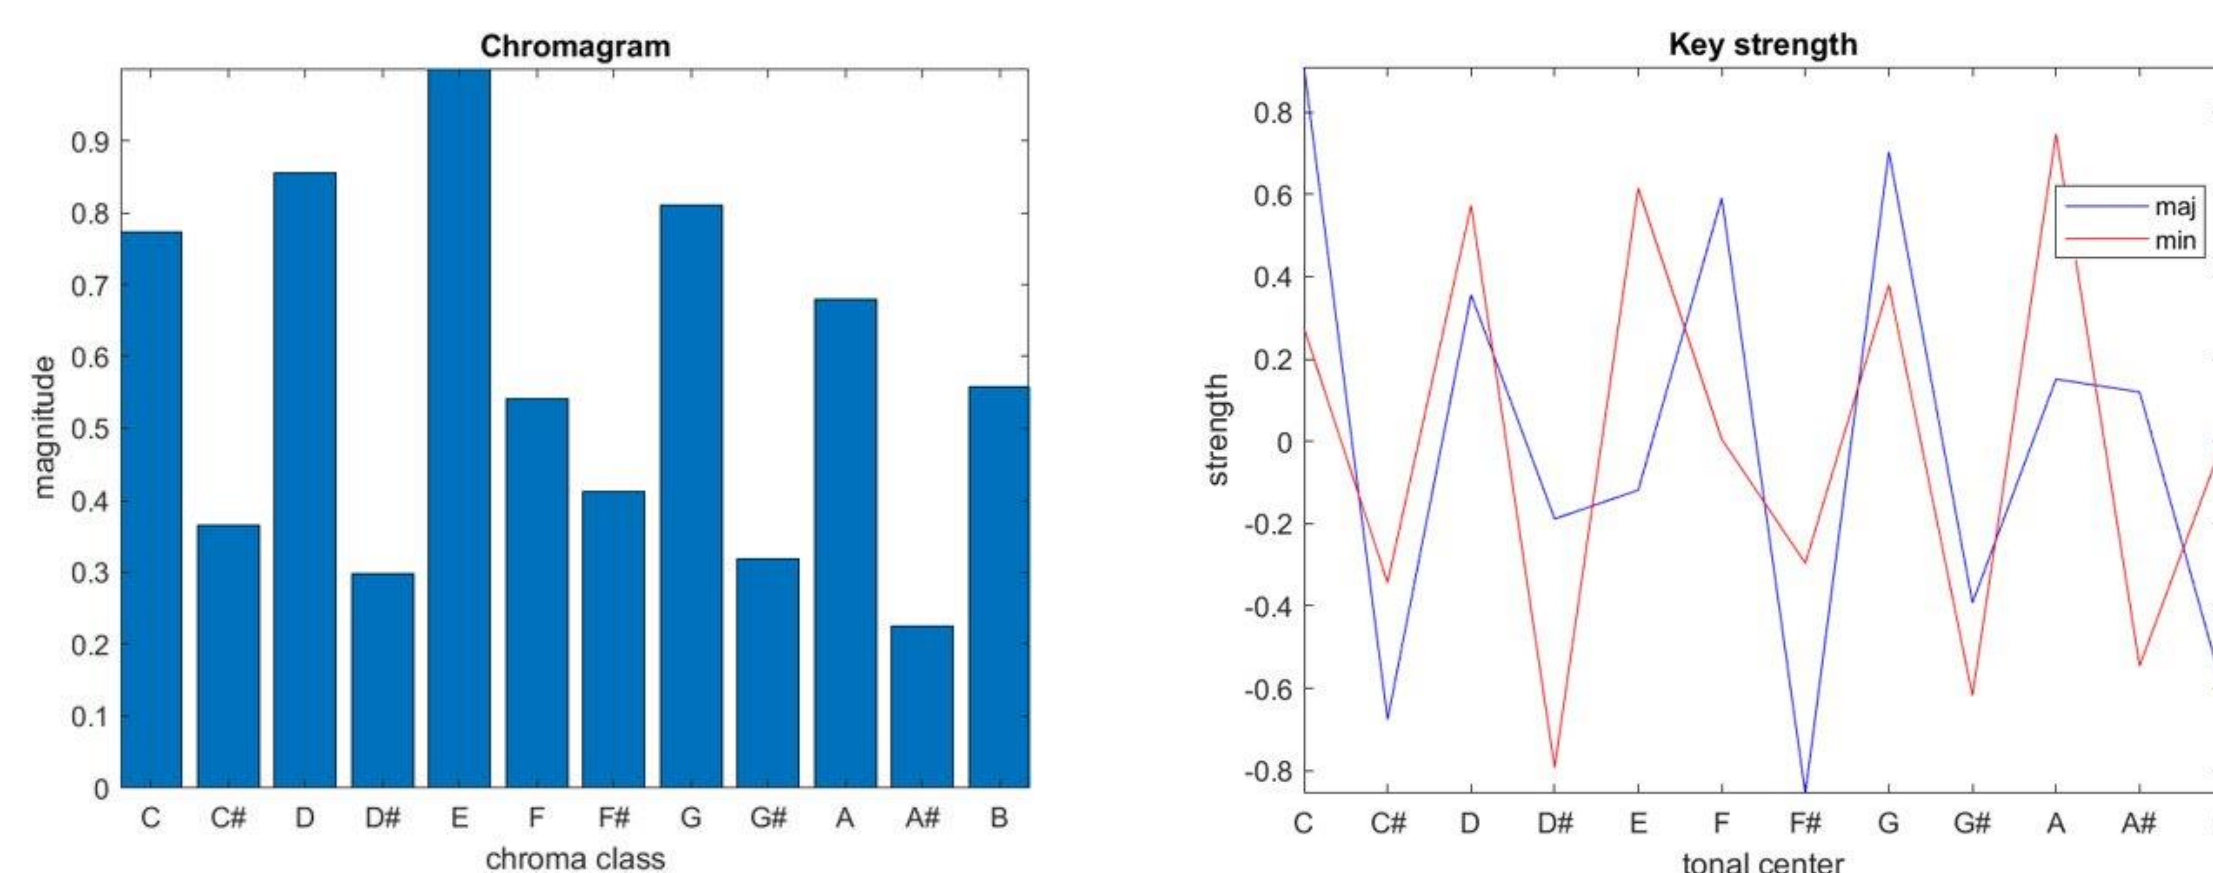 Chromagram
magnitude
0.9
0.8
0.7
0.6
0.5
0.4
0.3
0.2
0.1
0
C C# D D# E F F# G G# A A# B
chroma class
Key strength
strength
0.8
0.6
0.4
0.2
0
-0.2
-0.4
-0.6
-0.8
maj
min
C C# D D# E F F# G G# A A#
tonal center